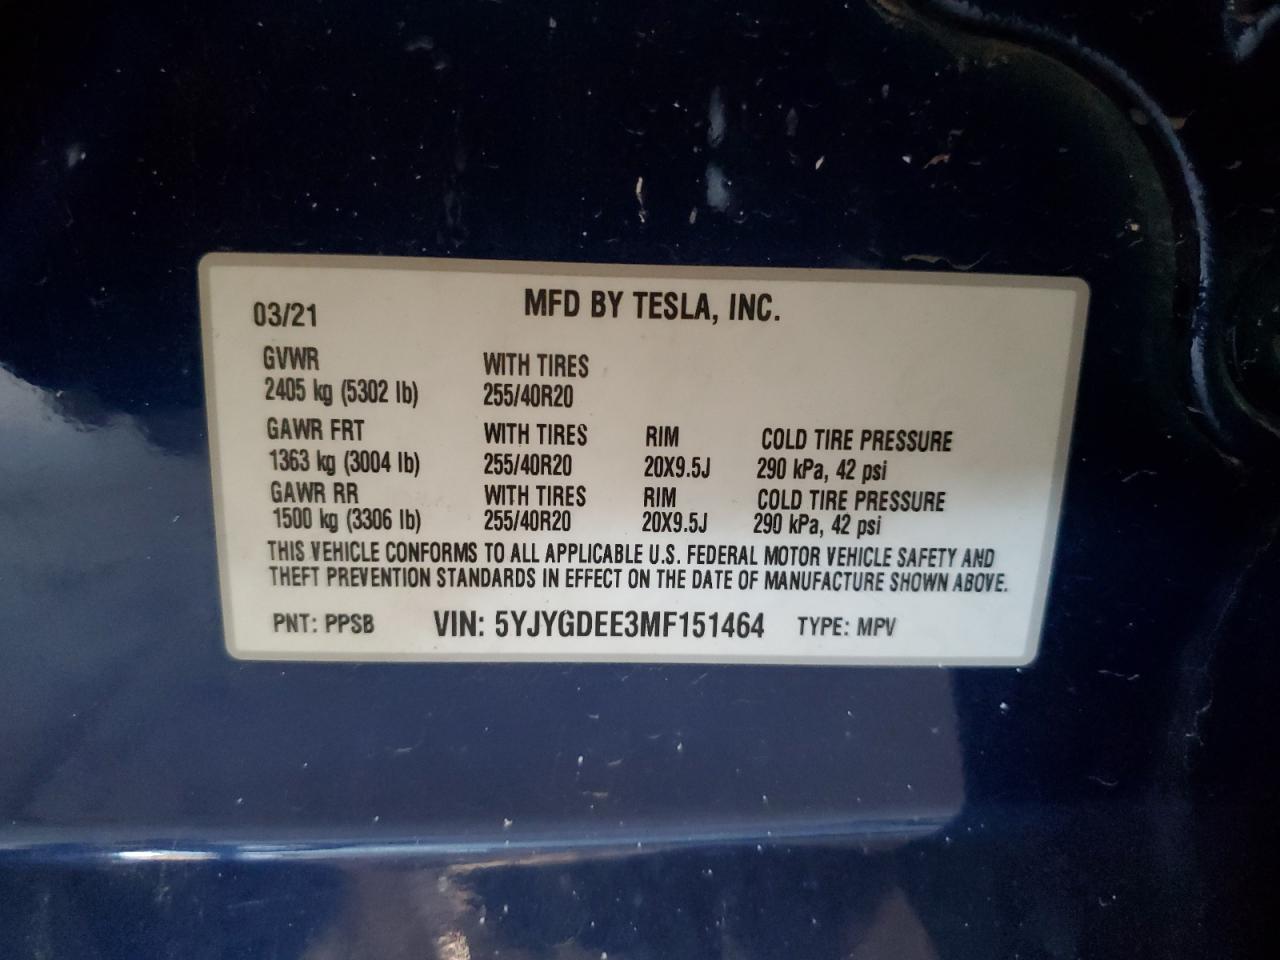 03/21 MFD BY TESLA, INC.
GVWR WITH TIRES
2405 kg (5302 lb) 255/40R20
GAWR FRT WITH TIRES RIM COLD TIRE PRESSURE
1363 kg (3004 lb) 255/40R20 20X9.5J 290 kPa, 42 psi
GAWR RR WITH TIRES RIM COLD TIRE PRESSURE
1500 kg (3306 lb) 255/40R20 20X9.5J 290 kPa, 42 psi
THIS VEHICLE CONFORMS TO ALL APPLICABLE U.S. FEDERAL MOTOR VEHICLE SAFETY AND
THEFT PREVENTION STANDARDS IN EFFECT ON THE DATE OF MANUFACTURE SHOWN ABOVE.
PNT: PPSB VIN: 5YJYGDEE3MF151464 TYPE: MPV